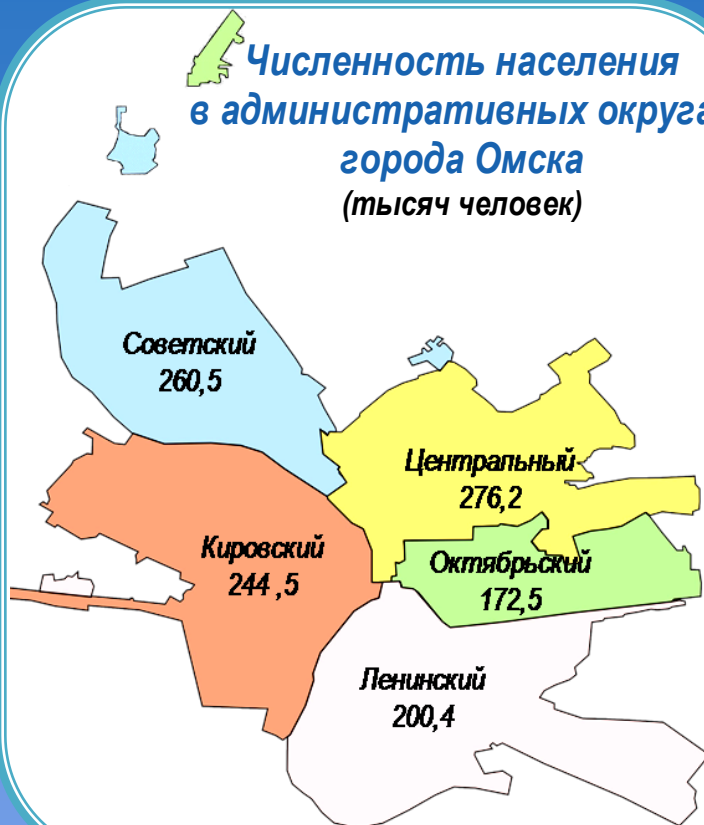 Численность населения
в административных округа
города Омска
(тысяч человек)
Советский
260,5
Центральный
276,2
Кировский
244 ,5
Октябрьский
172,5
Ленинский
200,4